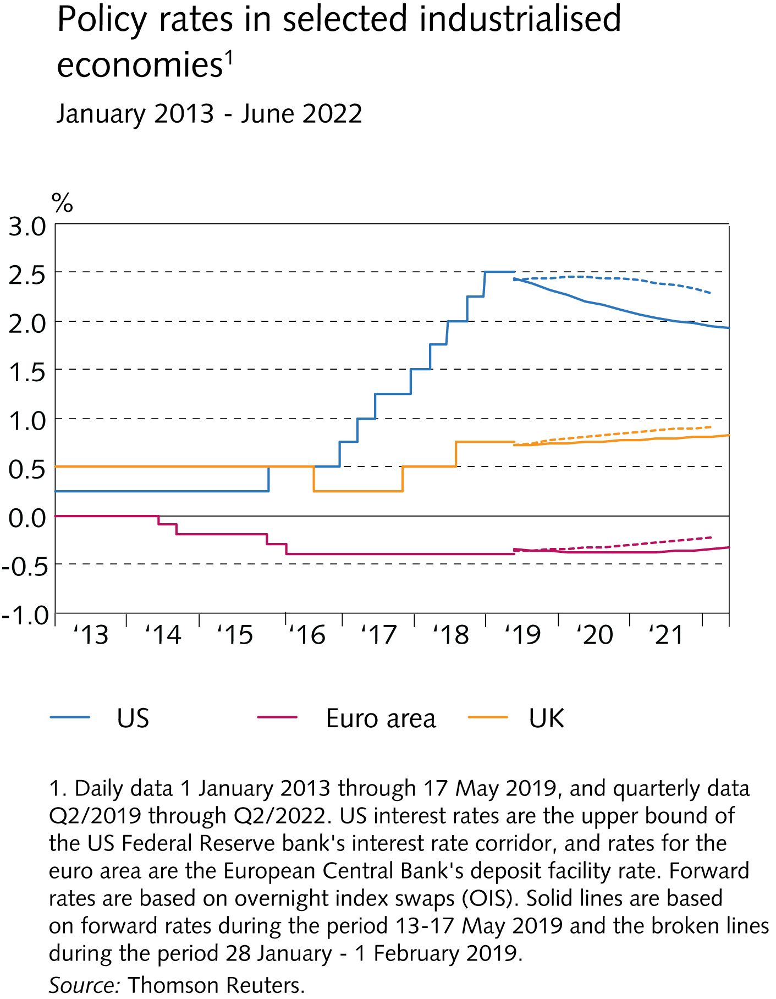 Policy rates in selected industrialised
economies¹
January 2013 - June 2022
%
3.0
2.5
2.0
1.5
1.0
0.5
0.0
-0.5
-1.0
‘13 ‘14 ‘15 ‘16 ‘17 ‘18 ‘19 ‘20 ‘21
US Euro area UK
1. Daily data 1 January 2013 through 17 May 2019, and quarterly data
Q2/2019 through Q2/2022. US interest rates are the upper bound of
the US Federal Reserve bank's interest rate corridor, and rates for the
euro area are the European Central Bank's deposit facility rate. Forward
rates are based on overnight index swaps (OIS). Solid lines are based
on forward rates during the period 13-17 May 2019 and the broken lines
during the period 28 January - 1 February 2019.
Source: Thomson Reuters.